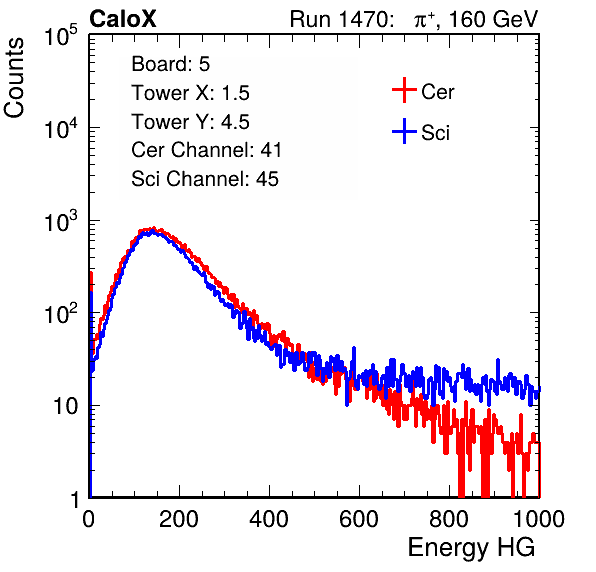 CaloX Run 1470: π⁺, 160 GeV
Counts
10⁵
10⁴
10³
10²
10
1
Board: 5
Tower X: 1.5
Tower Y: 4.5
Cer Channel: 41
Sci Channel: 45
Cer
Sci
0 200 400 600 800 1000
Energy HG